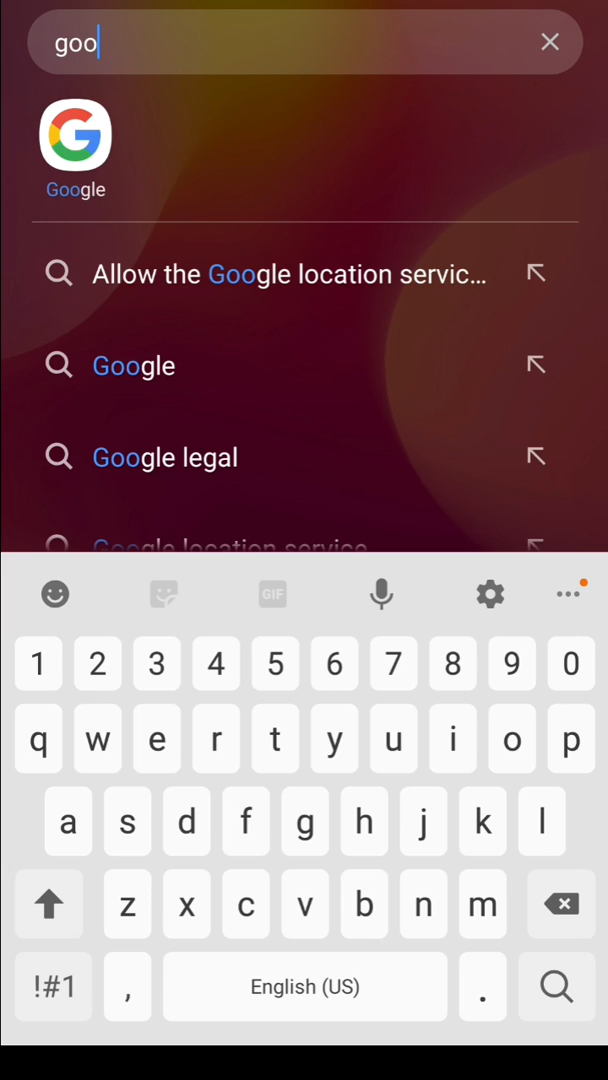 goo
Google
Allow the Google location servic...
Google
Google legal
Google location service
GIF
1 2 3 4 5 6 7 8 9 0
q w e r t y u i o p
a s d f g h j k l
z x c v b n m
!#1 , English (US) .